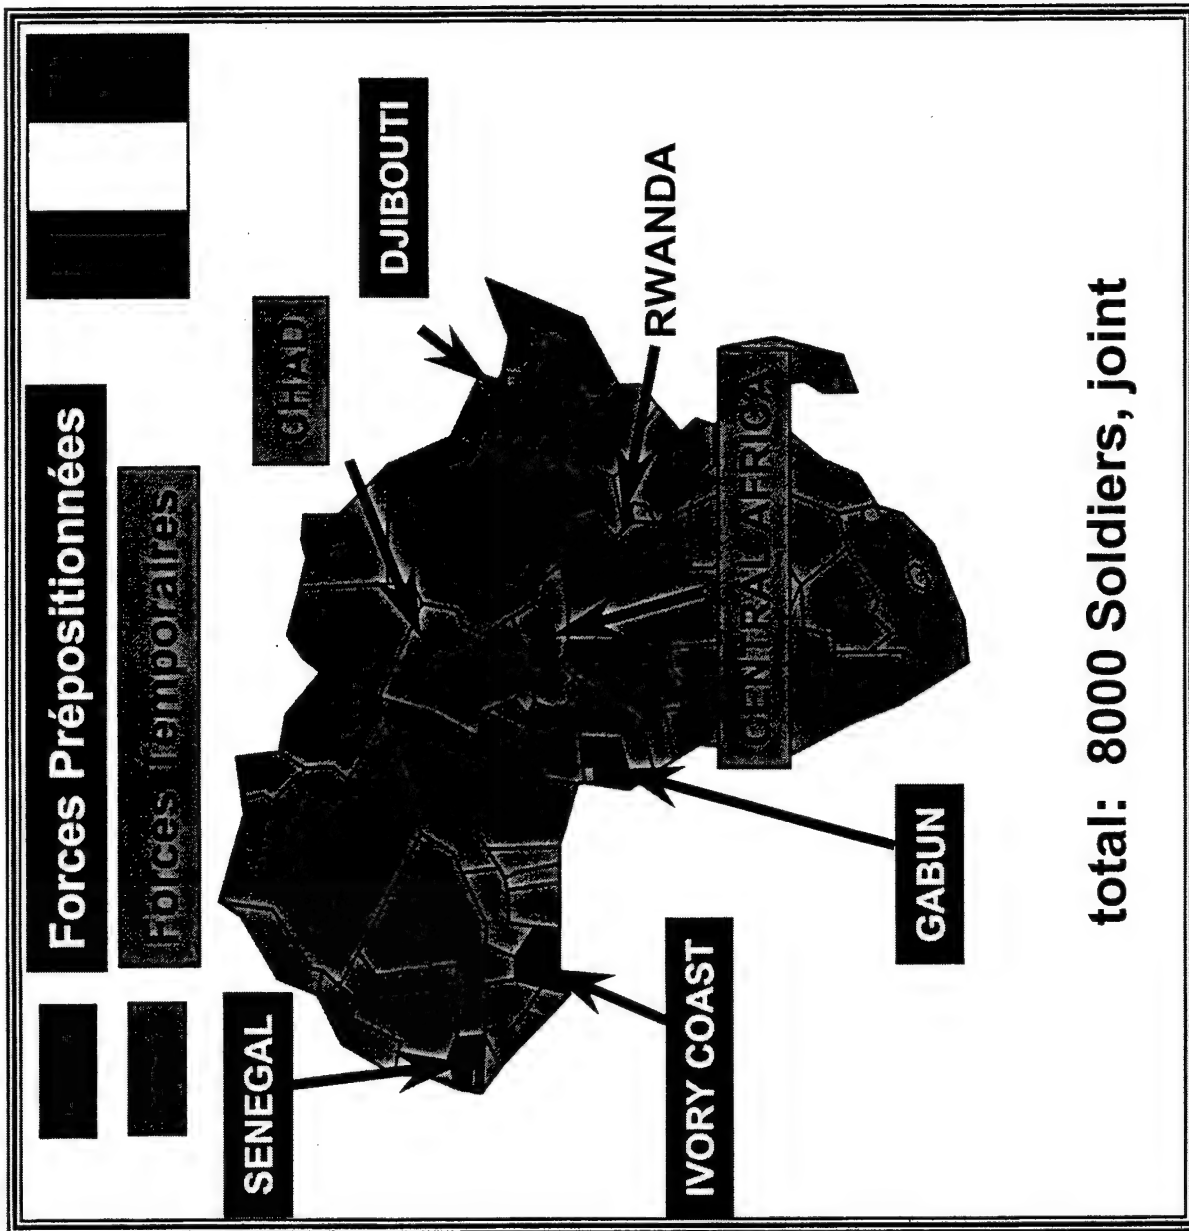 Forces Prépositionnées
Forces Temporaires
SENEGAL
CHAD
DJIBOUTI
RWANDA
CENTRAL AFRICA
IVORY COAST
GABUN
total: 8000 Soldiers, joint